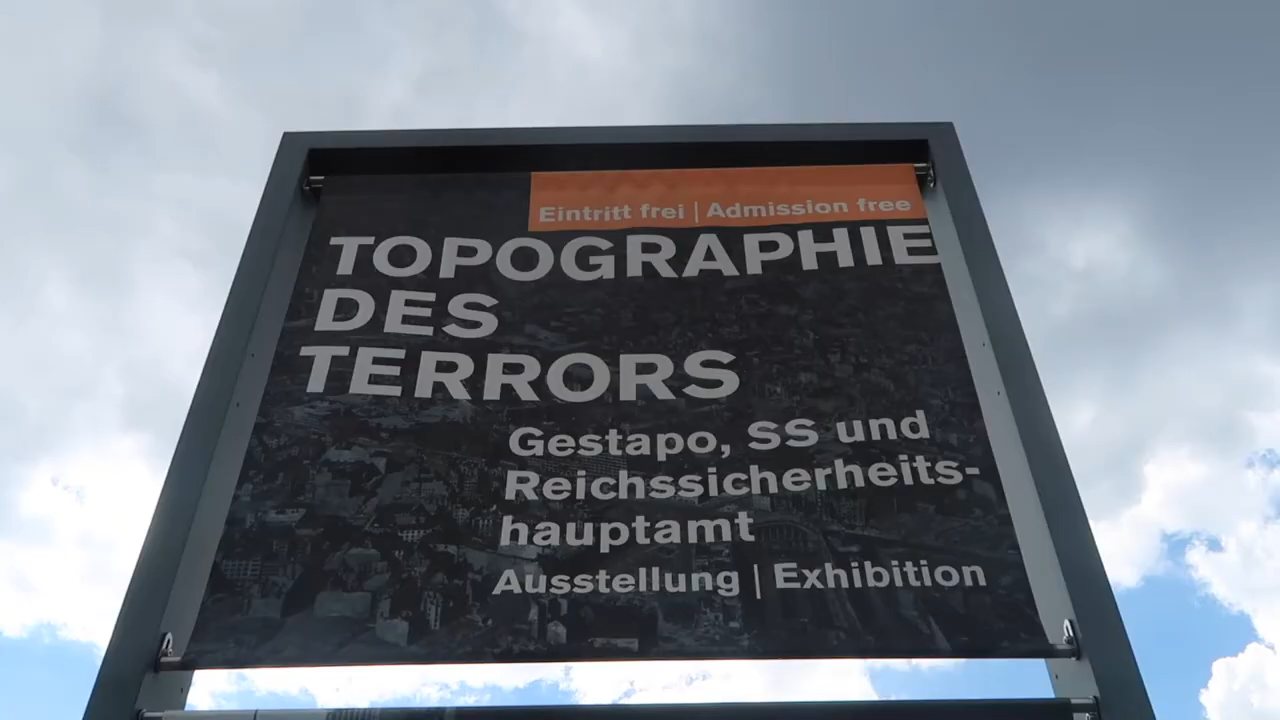 Eintritt frei | Admission free
TOPOGRAPHIE
DES
TERRORS
Gestapo, SS und
Reichssicherheits-
hauptamt
Ausstellung | Exhibition